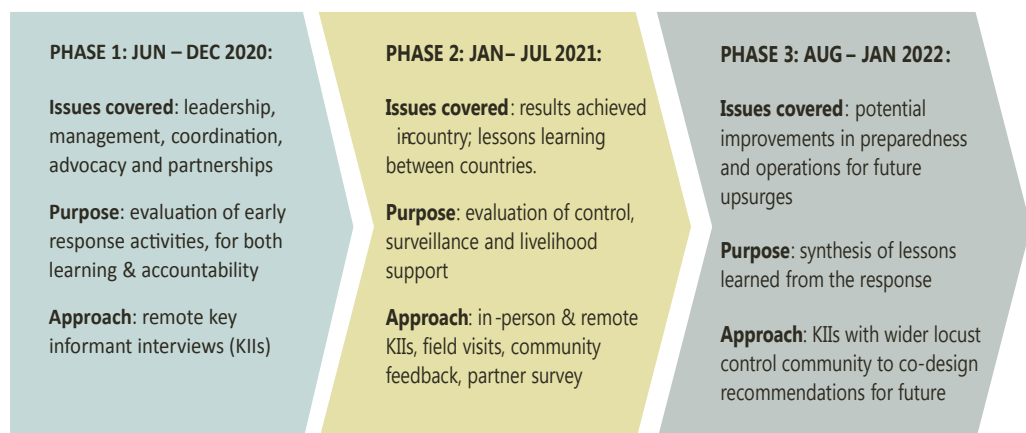 PHASE 1: JUN – DEC 2020:
Issues covered: leadership,
management, coordination,
advocacy and partnerships
Purpose: evaluation of early
response activities, for both
learning & accountability
Approach: remote key
informant interviews (KIIs)
PHASE 2: JAN– JUL 2021:
Issues covered: results achieved
in-country; lessons learning
between countries.
Purpose: evaluation of control,
surveillance and livelihood
support
Approach: in-person & remote
KIIs, field visits, community
feedback, partner survey
PHASE 3: AUG – JAN 2022:
Issues covered: potential
improvements in preparedness
and operations for future
upsurges
Purpose: synthesis of lessons
learned from the response
Approach: KIIs with wider locust
control community to co-design
recommendations for future